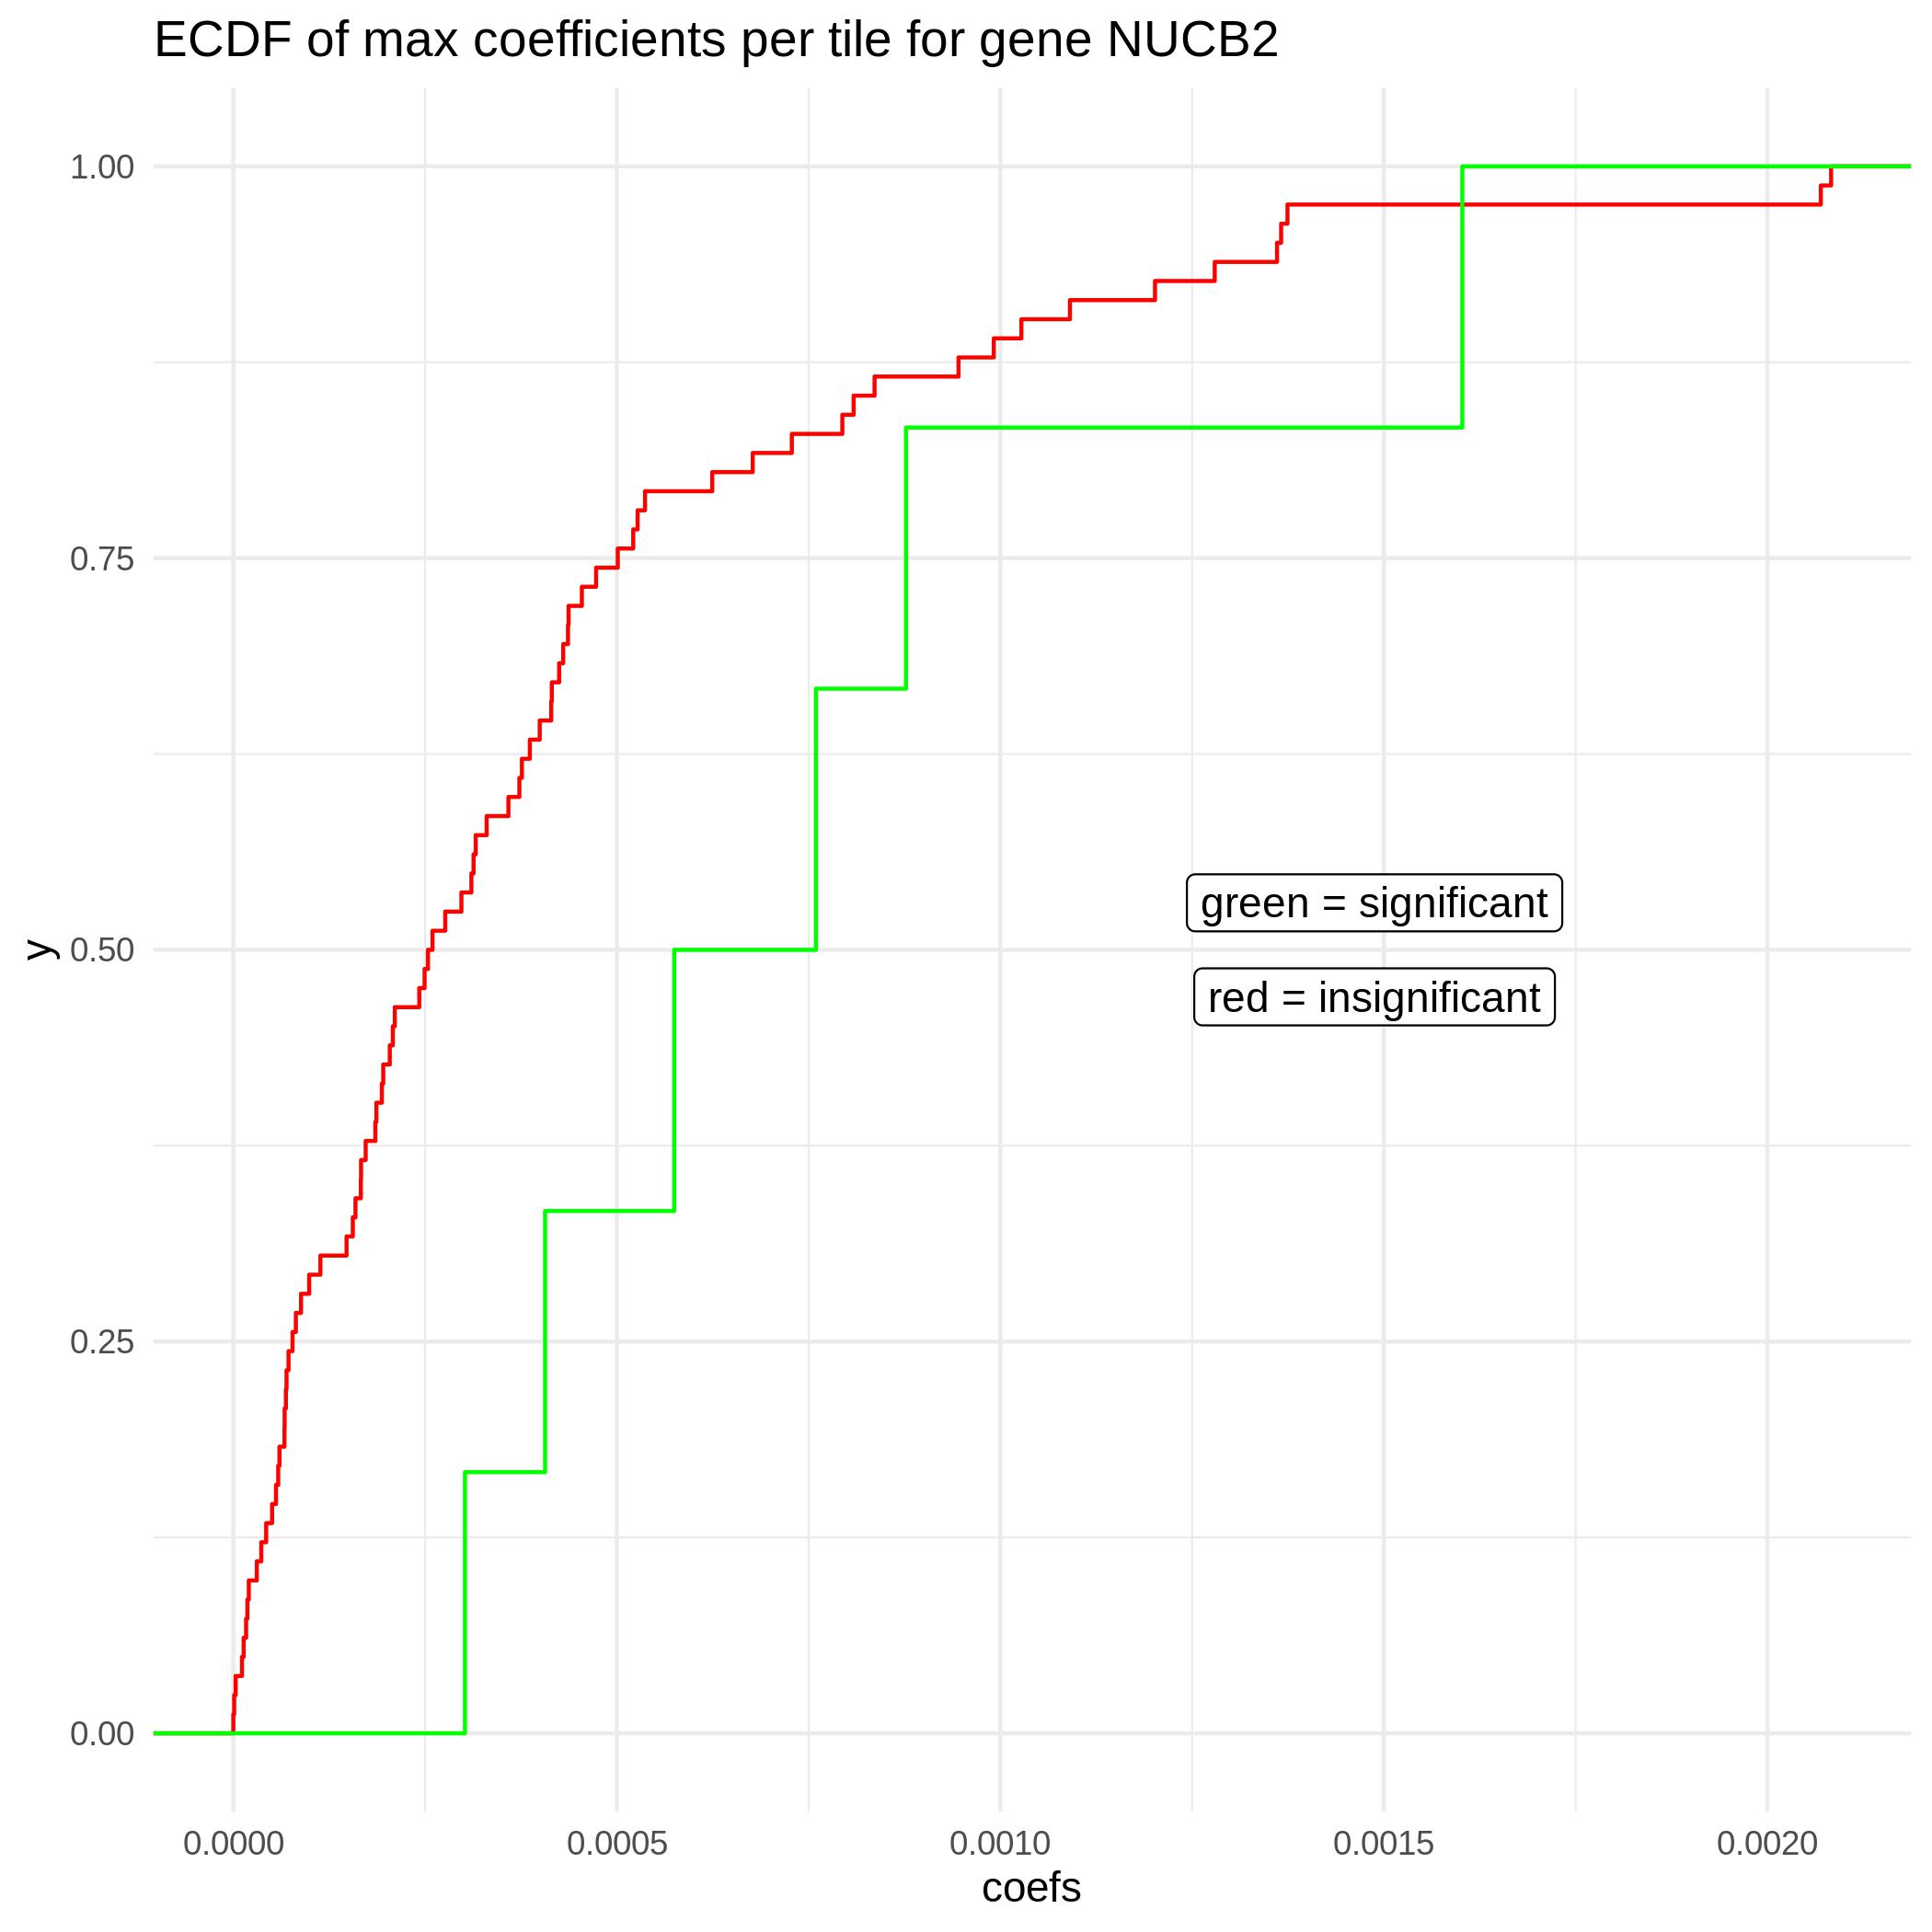 ECDF of max coefficients per tile for gene NUCB2
1.00
0.75
0.50
0.25
0.00
y
green = significant
red = insignificant
0.0000 0.0005 0.0010 0.0015 0.0020
coefs